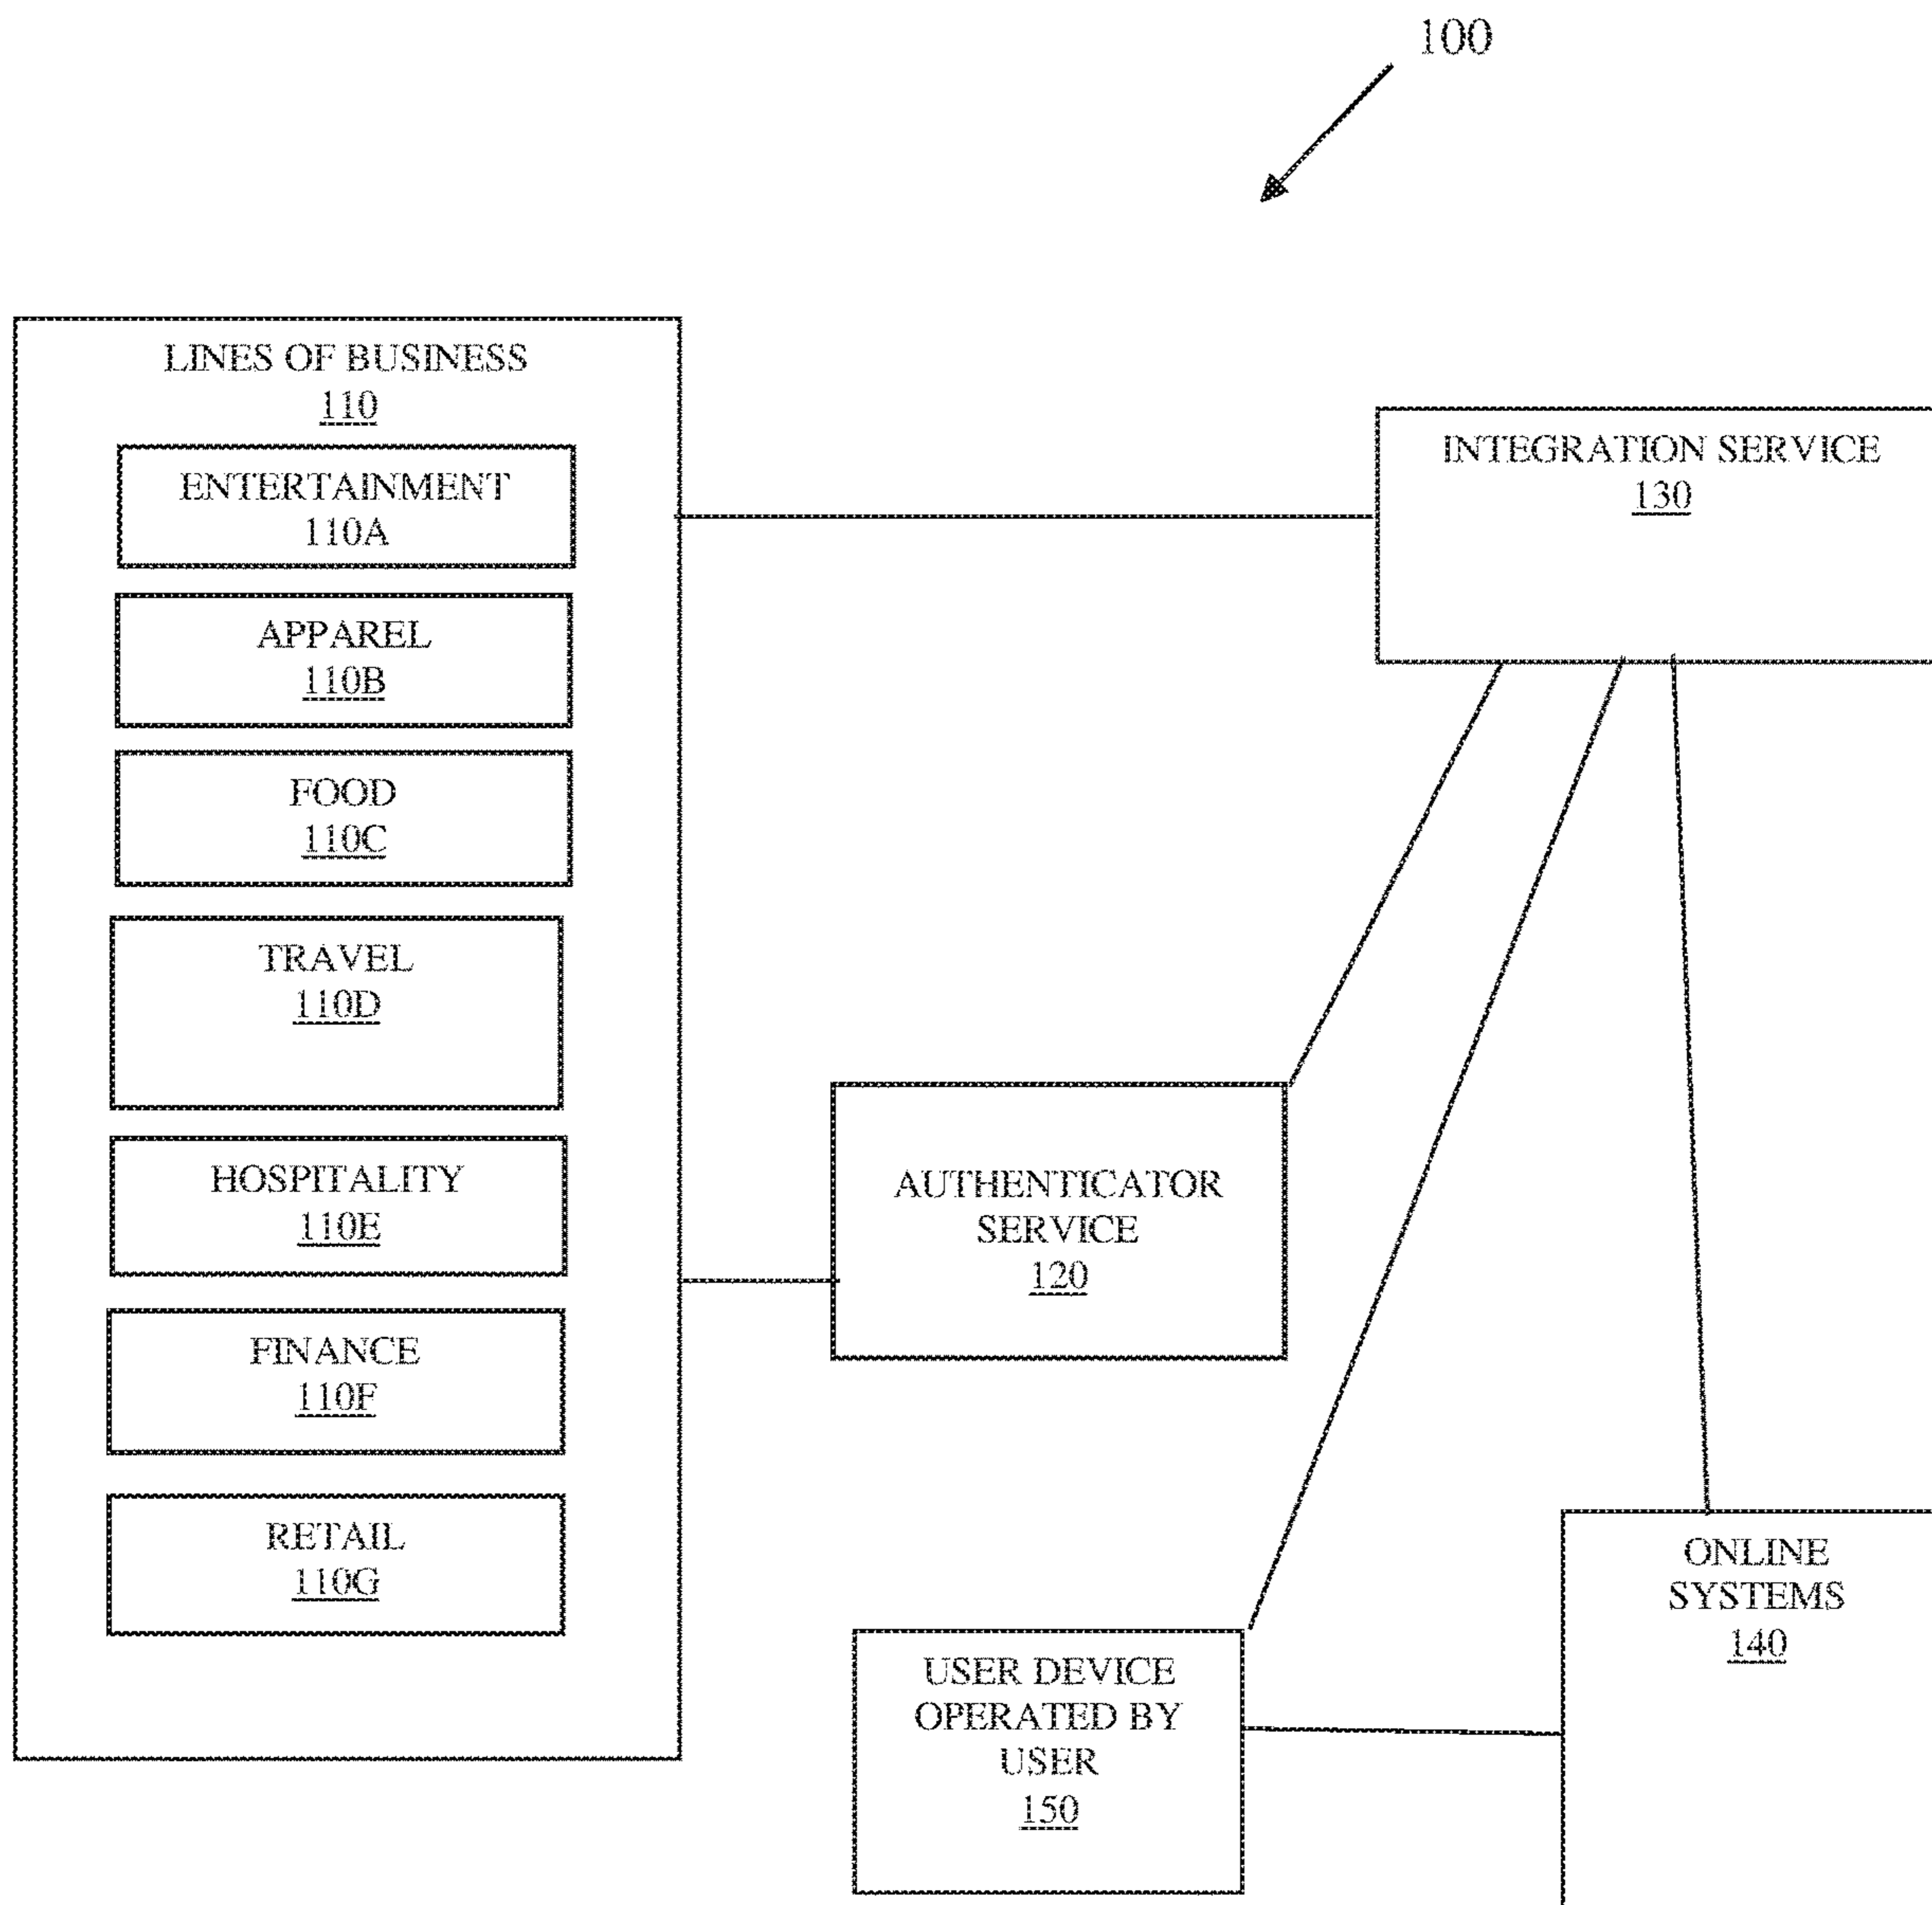 100
LINES OF BUSINESS
110
ENTERTAINMENT
110A
APPAREL
110B
FOOD
110C
TRAVEL
110D
HOSPITALITY
110E
FINANCE
110F
RETAIL
110G
INTEGRATION SERVICE
130
AUTHENTICATOR
SERVICE
120
USER DEVICE
OPERATED BY
USER
150
ONLINE
SYSTEMS
140